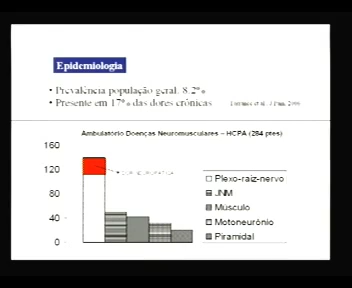 Epidemiologia
• Prevalência população geral: 8.2%
• Presente em 17% das dores crônicas
Ambulatório Doenças Neuromusculares – HCPA (284 ptes)
160
120
80
40
0
Plexo-raiz-nervo
JNM
Músculo
Motoneurônio
Piramidal